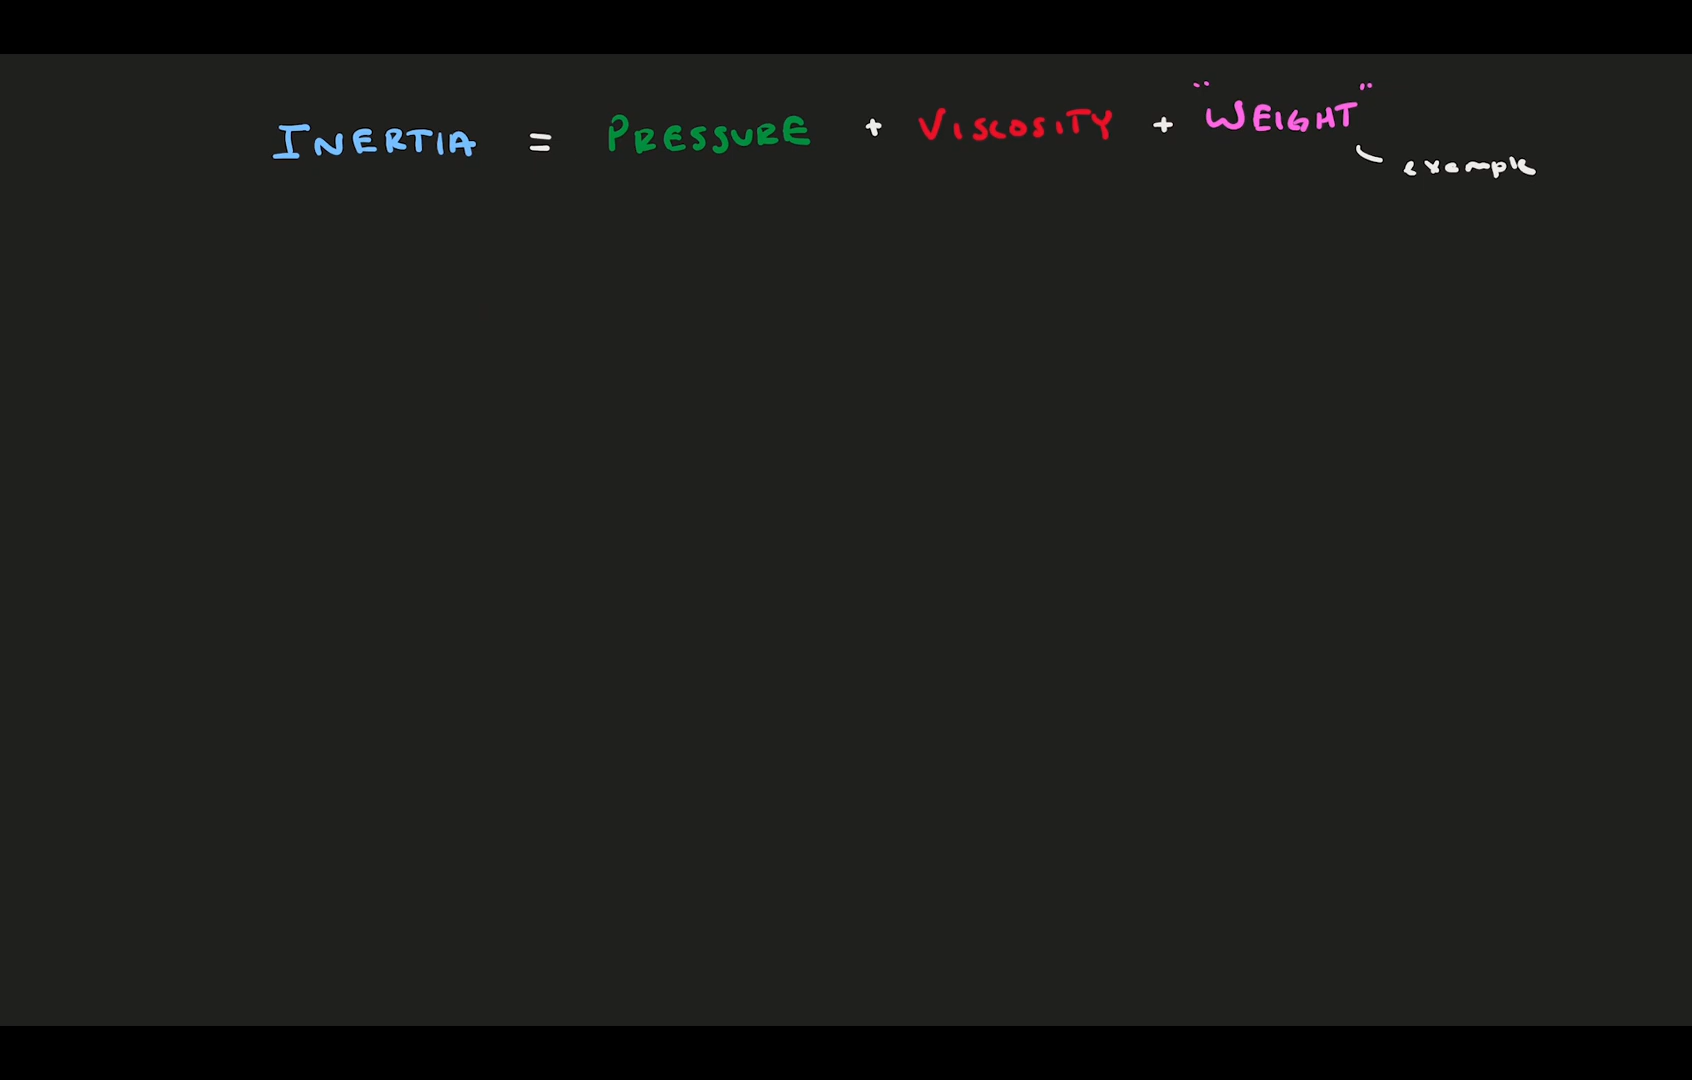 INERTIA = PRESSURE + VISCOSITY + "WEIGHT"
example